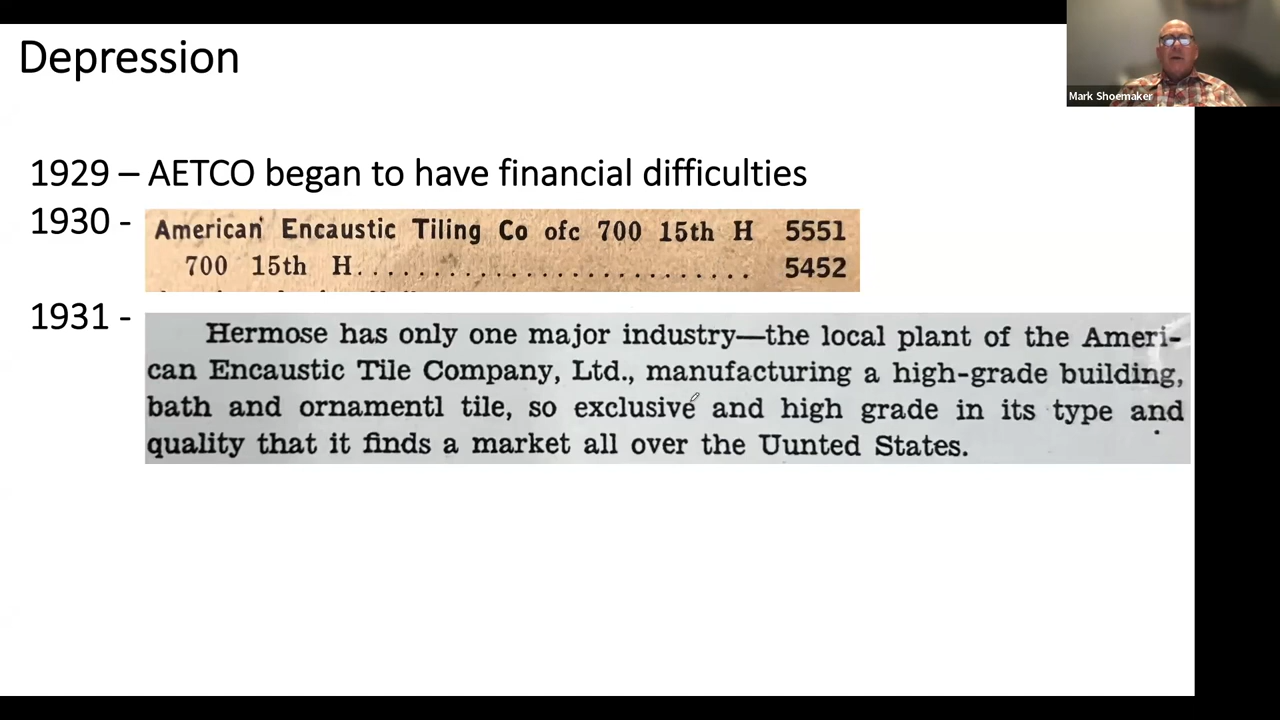 Depression
Mark Shoemaker
1929 – AETCO began to have financial difficulties
1930 -
American Encaustic Tiling Co ofc 700 15th H 5551
700 15th H. . . . . . . . . . . . . . . . . . . . . . . . . . . 5452
1931 -
Hermose has only one major industry—the local plant of the Ameri-
can Encaustic Tile Company, Ltd., manufacturing a high-grade building,
bath and ornamentl tile, so exclusive and high grade in its type and
quality that it finds a market all over the Uunted States.